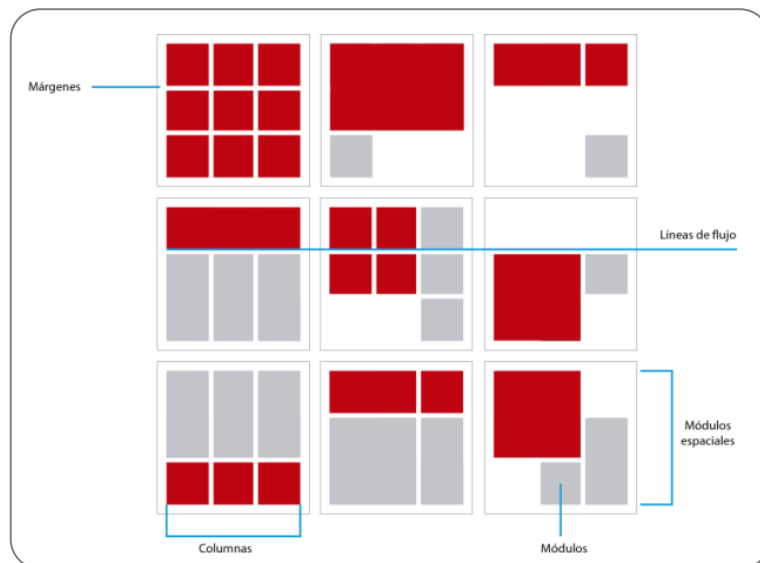 Márgenes
Líneas de flujo
Módulos
espaciales
Columnas
Módulos